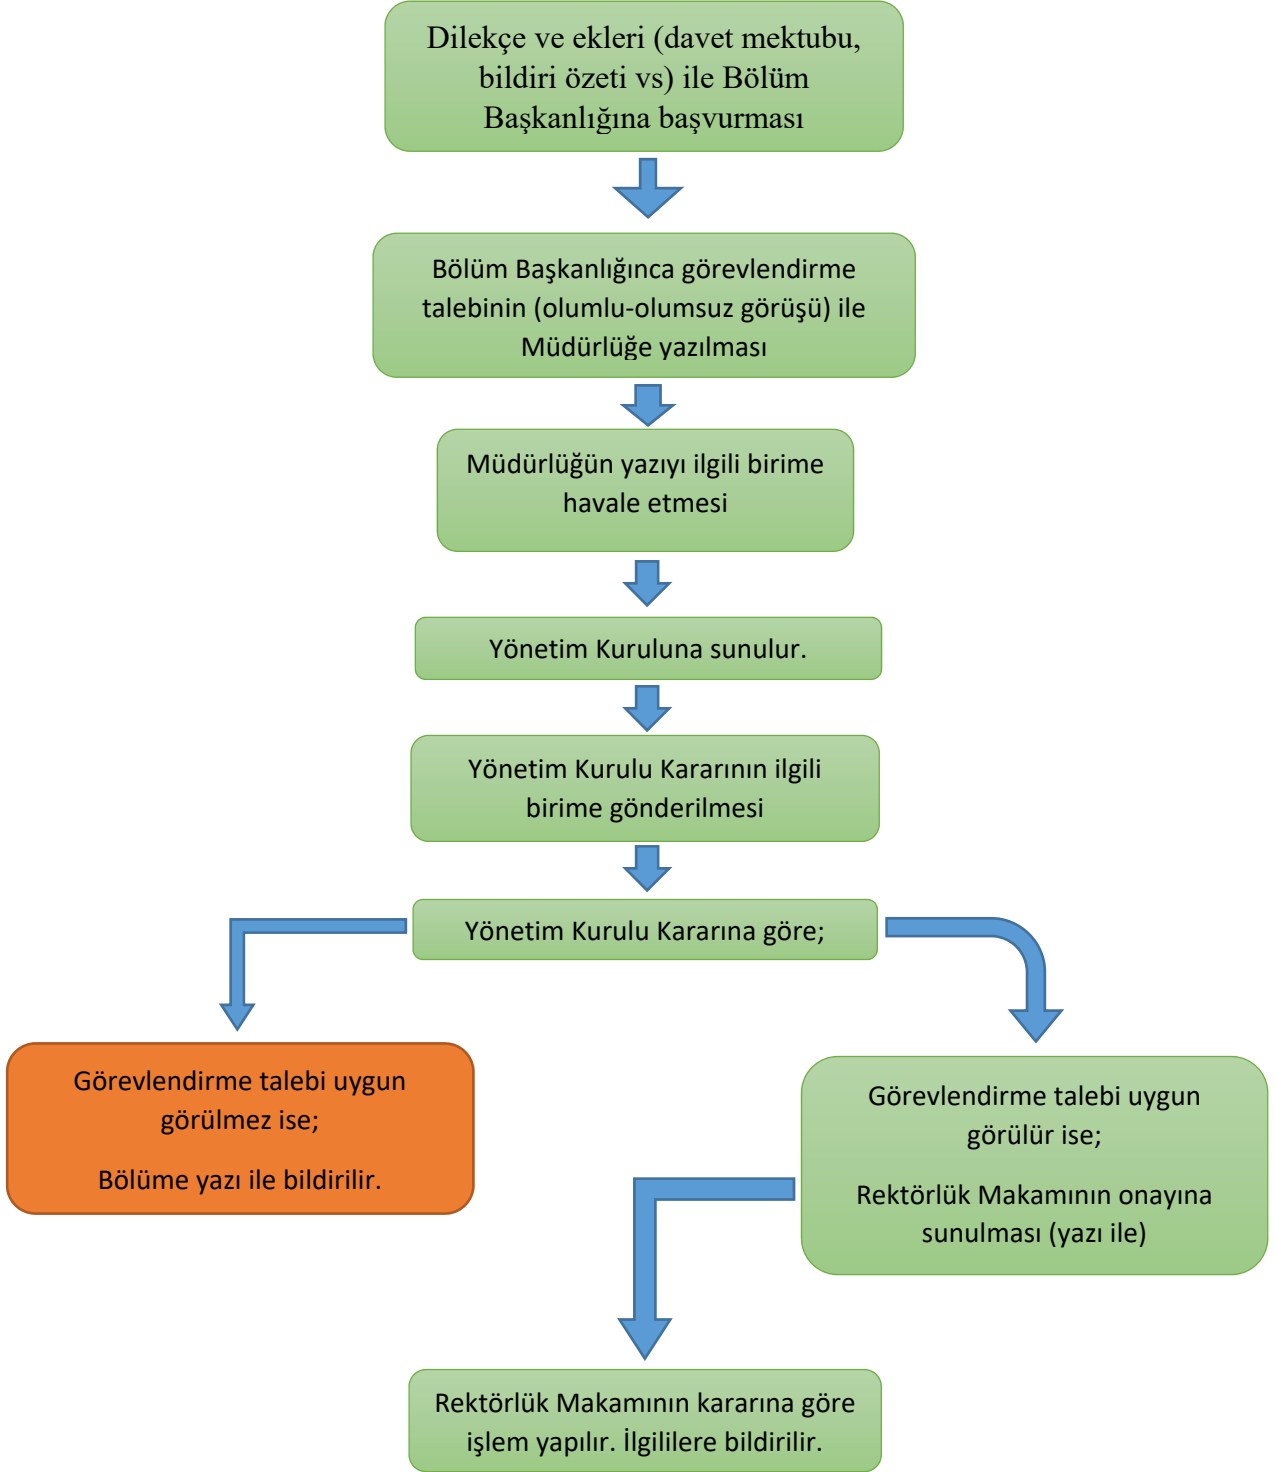 Dilekçe ve ekleri (davet mektubu,
bildiri özeti vs) ile Bölüm
Başkanlığına başvurması
Bölüm Başkanlığınca görevlendirme
talebinin (olumlu-olumsuz görüşü) ile
Müdürlüğe yazılması
Müdürlüğün yazıyı ilgili birime
havale etmesi
Yönetim Kuruluna sunulur.
Yönetim Kurulu Kararının ilgili
birime gönderilmesi
Yönetim Kurulu Kararına göre;
Görevlendirme talebi uygun
görülmez ise;
Bölüme yazı ile bildirilir.
Görevlendirme talebi uygun
görülür ise;
Rektörlük Makamının onayına
sunulması (yazı ile)
Rektörlük Makamının kararına göre
işlem yapılır. İlgililere bildirilir.